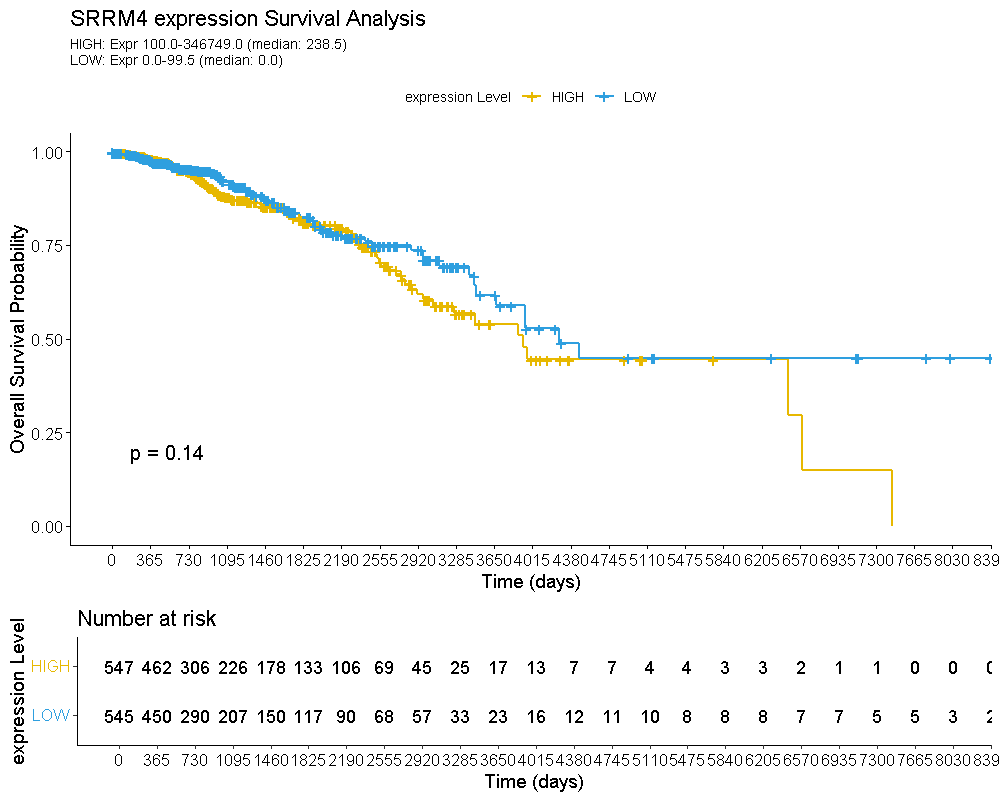 SRRM4 expression Survival Analysis
HIGH: Expr 100.0-346749.0 (median: 238.5)
LOW: Expr 0.0-99.5 (median: 0.0)
expression Level HIGH LOW
Overall Survival Probability
1.00
0.75
0.50
0.25
0.00
p = 0.14
0 365 730 1095 1460 1825 2190 2555 2920 3285 3650 4015 4380 4745 5110 5475 5840 6205 6570 6935 7300 7665 8030 839
Time (days)
Number at risk
expression Level
HIGH 547 462 306 226 178 133 106 69 45 25 17 13 7 7 4 4 3 3 2 1 1 0 0 0
LOW 545 450 290 207 150 117 90 68 57 33 23 16 12 11 10 8 8 8 7 7 5 5 3 2
0 365 730 1095 1460 1825 2190 2555 2920 3285 3650 4015 4380 4745 5110 5475 5840 6205 6570 6935 7300 7665 8030 839
Time (days)